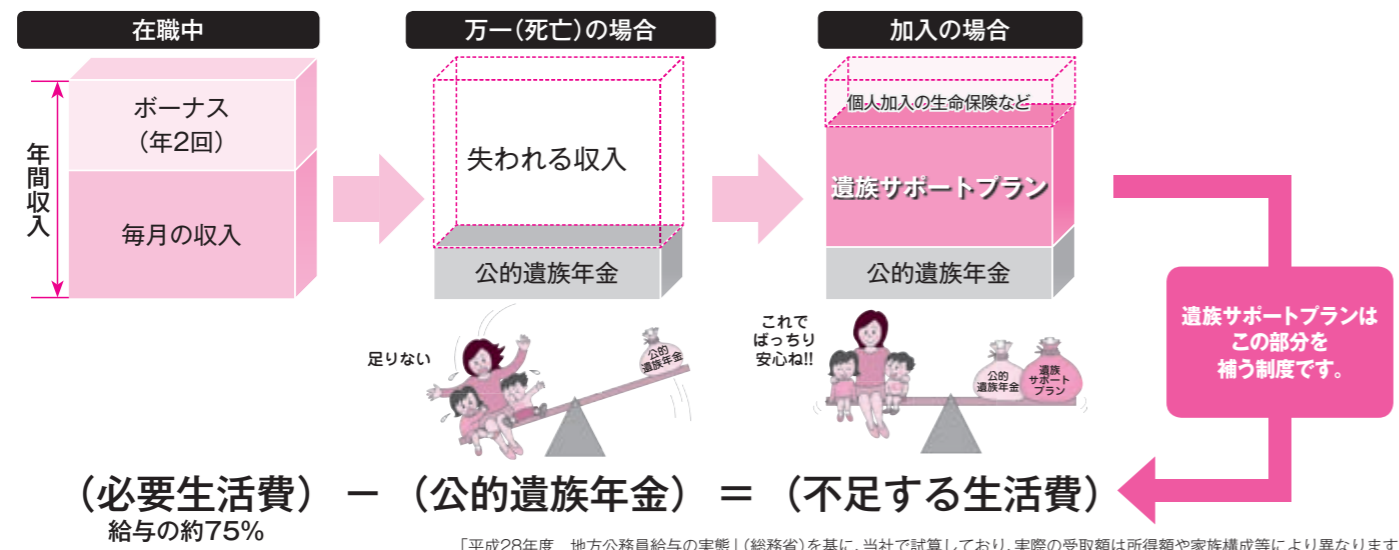 在職中
ボーナス
(年2回)
毎月の収入
年間収入
万一(死亡)の場合
失われる収入
公的遺族年金
足りない
公的
遺族年金
加入の場合
個人加入の生命保険など
遺族サポートプラン
公的遺族年金
これで
ばっちり
安心ね!!
公的
遺族年金
遺族
サポート
プラン
遺族サポートプランは
この部分を
補う制度です。
(必要生活費) − (公的遺族年金) = (不足する生活費)
給与の約75%
「平成28年度 地方公務員給与の実態」(総務省)を基に、当社で試算しており、実際の受取額は所得額や家族構成等により異なります